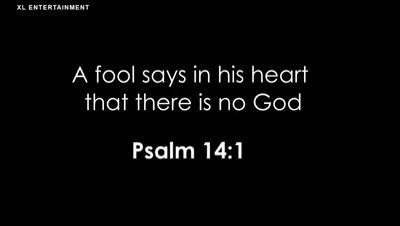 XL ENTERTAINMENT
A fool says in his heart
that there is no God
Psalm 14:1